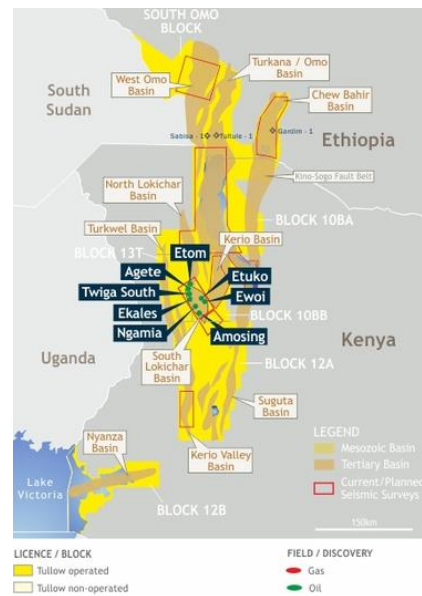 SOUTH OMO
BLOCK
Turkana / Omo
Basin
West Omo
Basin
South
Sudan
Chew Bahir
Basin
Sabisa - 1
Tultule - 1
Gardim - 1
Ethiopia
Kino-Sogo Fault Belt
North Lokichar
Basin
BLOCK 10BA
Turkwel Basin
Kerio Basin
BLOCK 13T
Etom
Agete
Etuko
Twiga South
Ewoi
Ekales
BLOCK 10BB
Ngamia
Amosing
Kenya
Uganda
South
Lokichar
Basin
BLOCK 12A
Suguta
Basin
LEGEND
Mesozoic Basin
Tertiary Basin
Current/Planned
Seismic Surveys
Nyanza
Basin
Kerio Valley
Basin
Lake
Victoria
BLOCK 12B
150km
LICENCE / BLOCK
Tullow operated
Tullow non-operated
FIELD / DISCOVERY
Gas
Oil